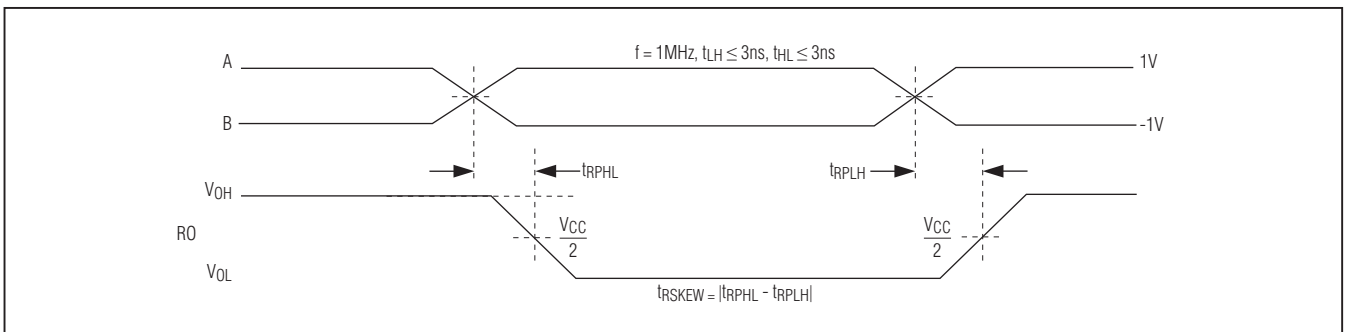 f = 1MHz, tLH ≤ 3ns, tHL ≤ 3ns
A
1V
B
-1V
tRPHL
tRPLH
VOH
RO
VCC
2
VCC
2
VOL
tRSKEW = |tRPHL - tRPLH|